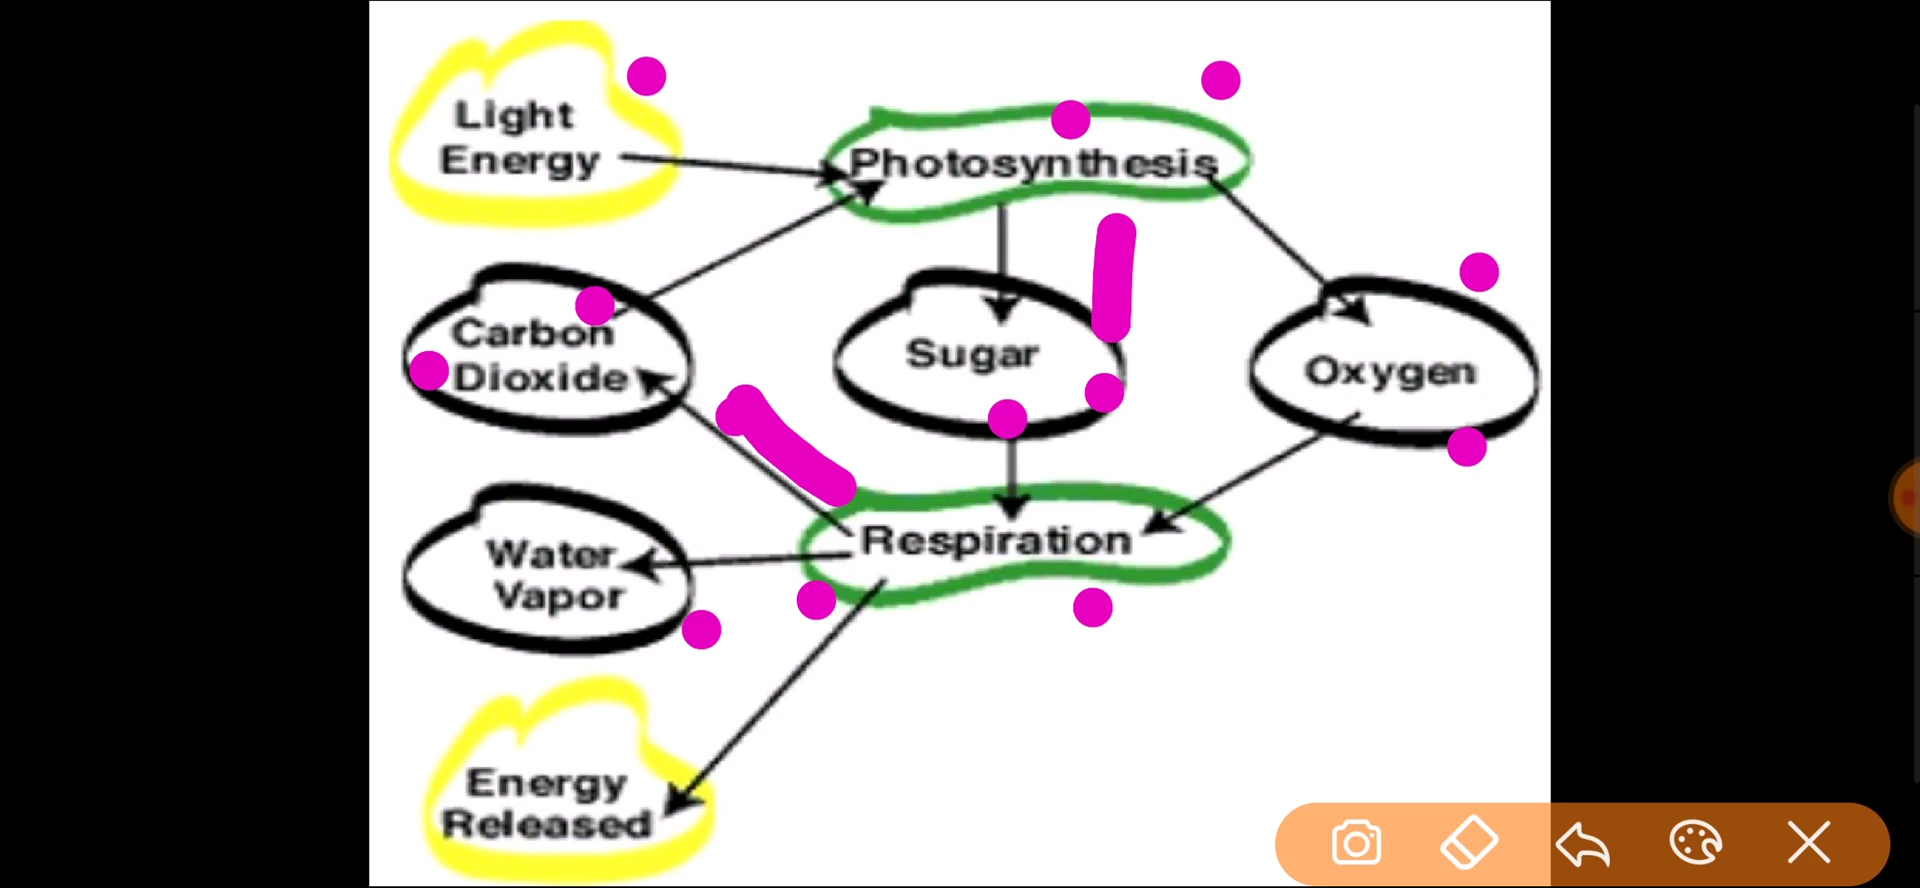 Light
Energy
Photosynthesis
Carbon
Dioxide
Sugar
Oxygen
Water
Vapor
Respiration
Energy
Released